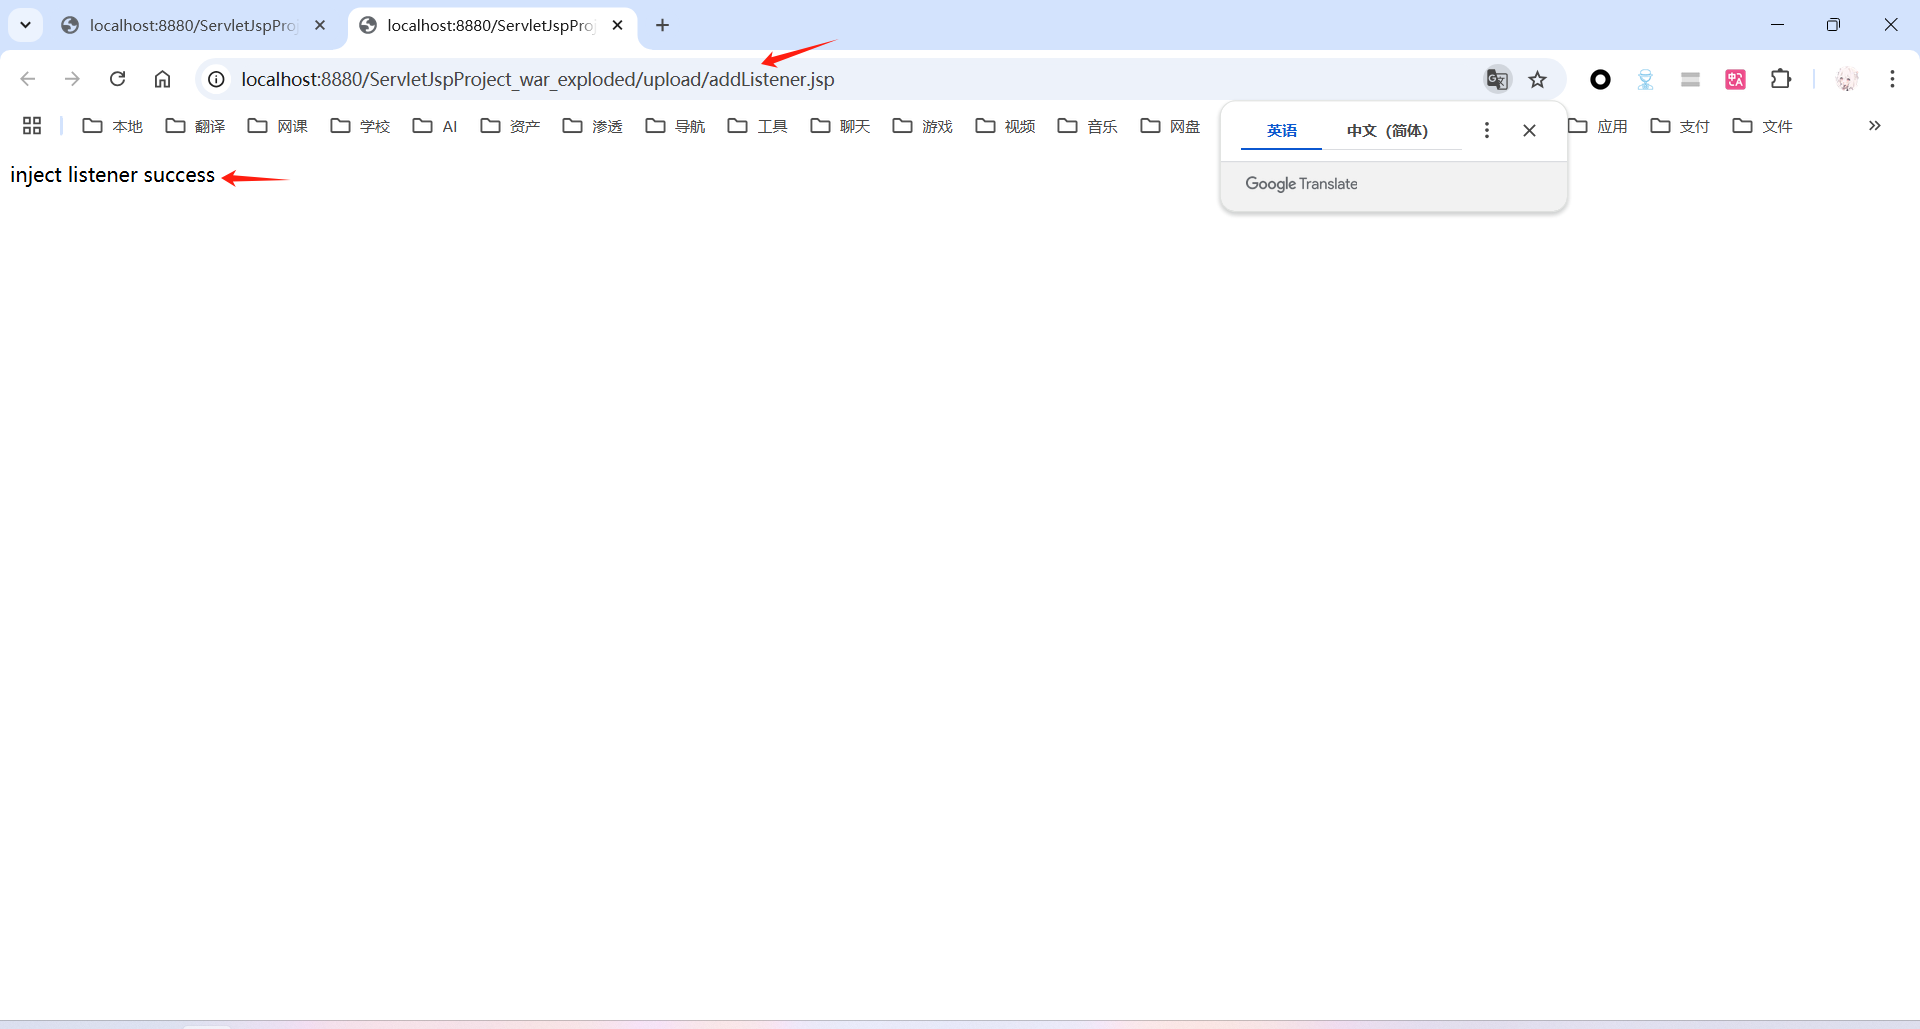 localhost:8880/ServletJspProj
localhost:8880/ServletJspProj
localhost:8880/ServletJspProject_war_exploded/upload/addListener.jsp
本地 翻译 网课 学校 AI 资产 渗透 导航 工具 聊天 游戏 视频 音乐 网盘 应用 支付 文件
英语 中文 (简体)
Google Translate
inject listener success